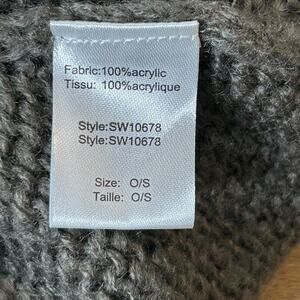 Fabric:100%acrylic
Tissu: 100%acrylique
Style:SW10678
Style:SW10678
Size: O/S
Taille: O/S